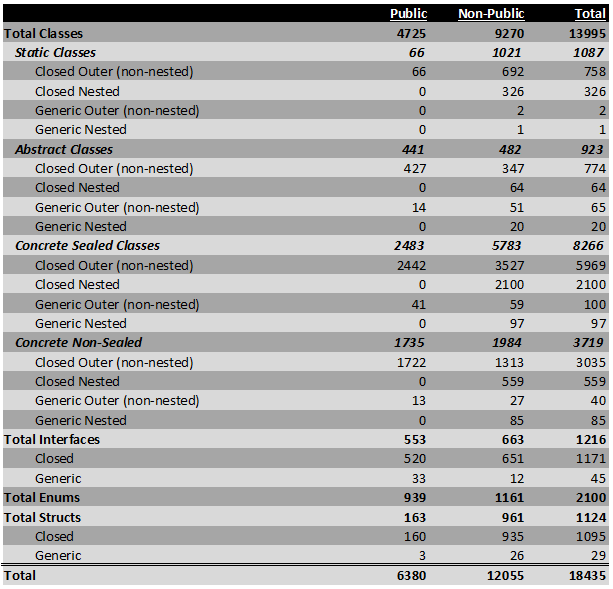 Public Non-Public Total
Total Classes 4725 9270 13995
Static Classes 66 1021 1087
Closed Outer (non-nested) 66 692 758
Closed Nested 0 326 326
Generic Outer (non-nested) 0 2 2
Generic Nested 0 1 1
Abstract Classes 441 482 923
Closed Outer (non-nested) 427 347 774
Closed Nested 0 64 64
Generic Outer (non-nested) 14 51 65
Generic Nested 0 20 20
Concrete Sealed Classes 2483 5783 8266
Closed Outer (non-nested) 2442 3527 5969
Closed Nested 0 2100 2100
Generic Outer (non-nested) 41 59 100
Generic Nested 0 97 97
Concrete Non-Sealed 1735 1984 3719
Closed Outer (non-nested) 1722 1313 3035
Closed Nested 0 559 559
Generic Outer (non-nested) 13 27 40
Generic Nested 0 85 85
Total Interfaces 553 663 1216
Closed 520 651 1171
Generic 33 12 45
Total Enums 939 1161 2100
Total Structs 163 961 1124
Closed 160 935 1095
Generic 3 26 29
Total 6380 12055 18435